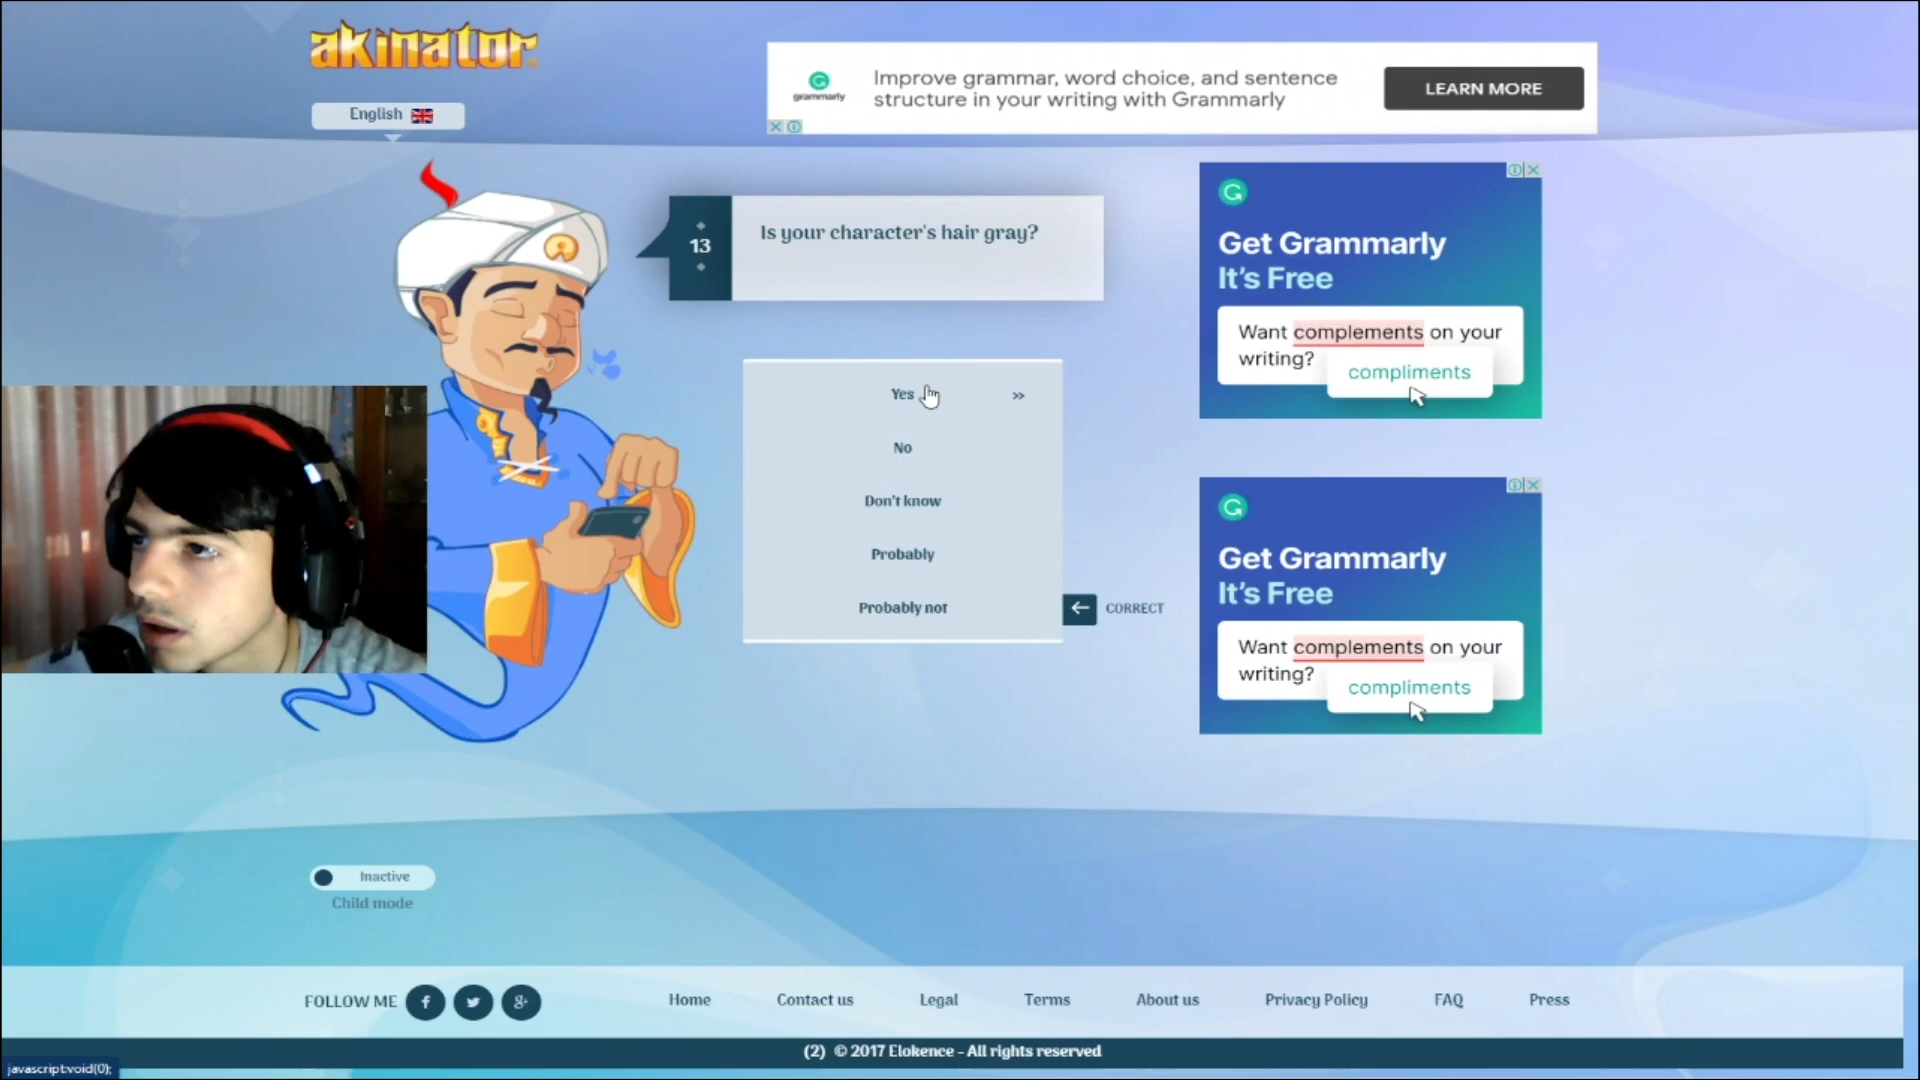 akinator
English
grammarly
Improve grammar, word choice, and sentence
structure in your writing with Grammarly
LEARN MORE
13
Is your character's hair gray?
Yes
»
No
Don't know
Probably
Probably not
CORRECT
G
Get Grammarly
It's Free
Want complements on your
writing?
compliments
G
Get Grammarly
It's Free
Want complements on your
writing?
compliments
Inactive
Child mode
FOLLOW ME
Home
Contact us
Legal
Terms
About us
Privacy Policy
FAQ
Press
(2) © 2017 Elokence - All rights reserved
javascript:void(0);